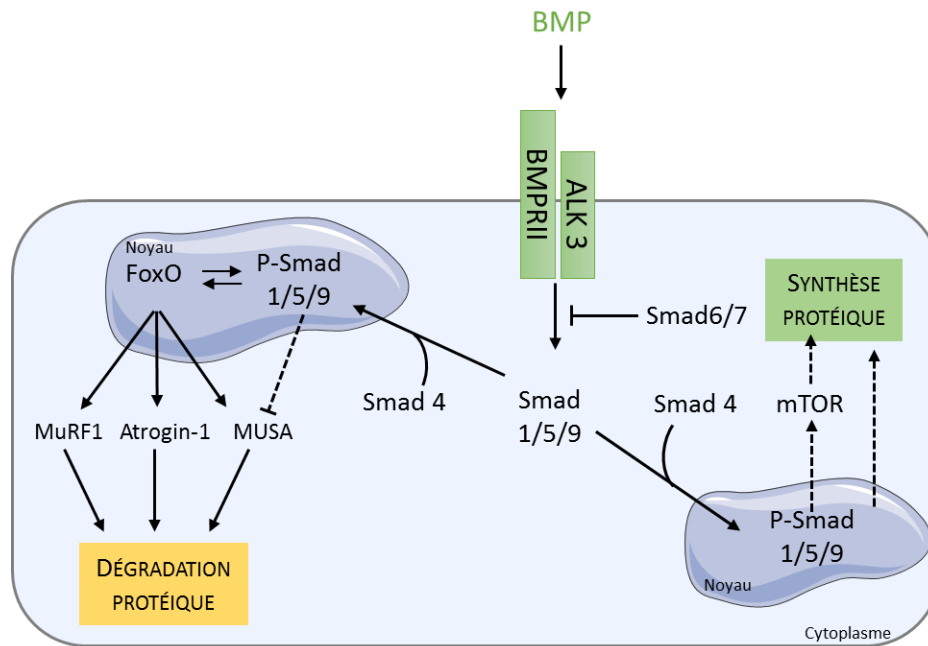 BMP
BMPRII
ALK 3
Noyau
FoxO
P-Smad
1/5/9
SYNTHÈSE
PROTÉIQUE
Smad6/7
Smad 4
Smad
1/5/9
Smad 4
mTOR
MuRF1
Atrogin-1
MUSA
P-Smad
1/5/9
Noyau
DÉGRADATION
PROTÉIQUE
Cytoplasme